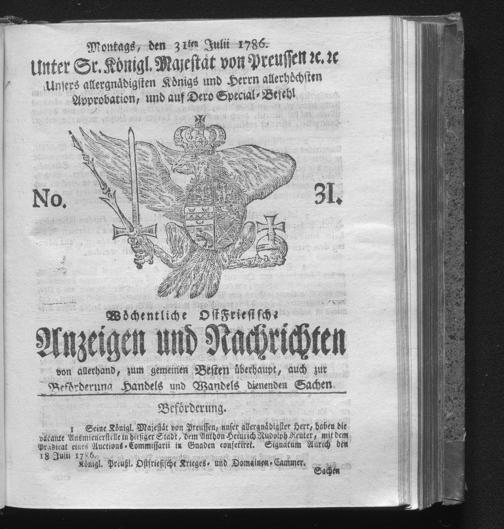 Montags, den 31ten Julii 1786.
Unter Sr. Königl. Majestät von Preussen ꝛc. ꝛc
Unsers allergnädigsten Königs und Herrn allerhöchsten
Approbation, und auf Dero Special-Befehl
No. 31.
Wöchentliche Ostfriesische
Anzeigen und Nachrichten
von allerhand, zum gemeinen Besten überhaupt, auch zur
Beförderung Handels und Wandels dienenden Sachen
Beförderung.
1 Seine Königl. Majestät von Preussen, unser allergnädigster Herr, haben die
vacante Ausmienerstelle in hiesiger Stadt, dem Anthon Heinrich Rudolph, mit dem
Prädicat eines Auctions-Commissarii in Gnaden conferiret. Signatum Aurich den
18 Julii 1786.
Königl. Preußl. Ostfriesische Krieges- und Domainen-Cammer.
Sachen